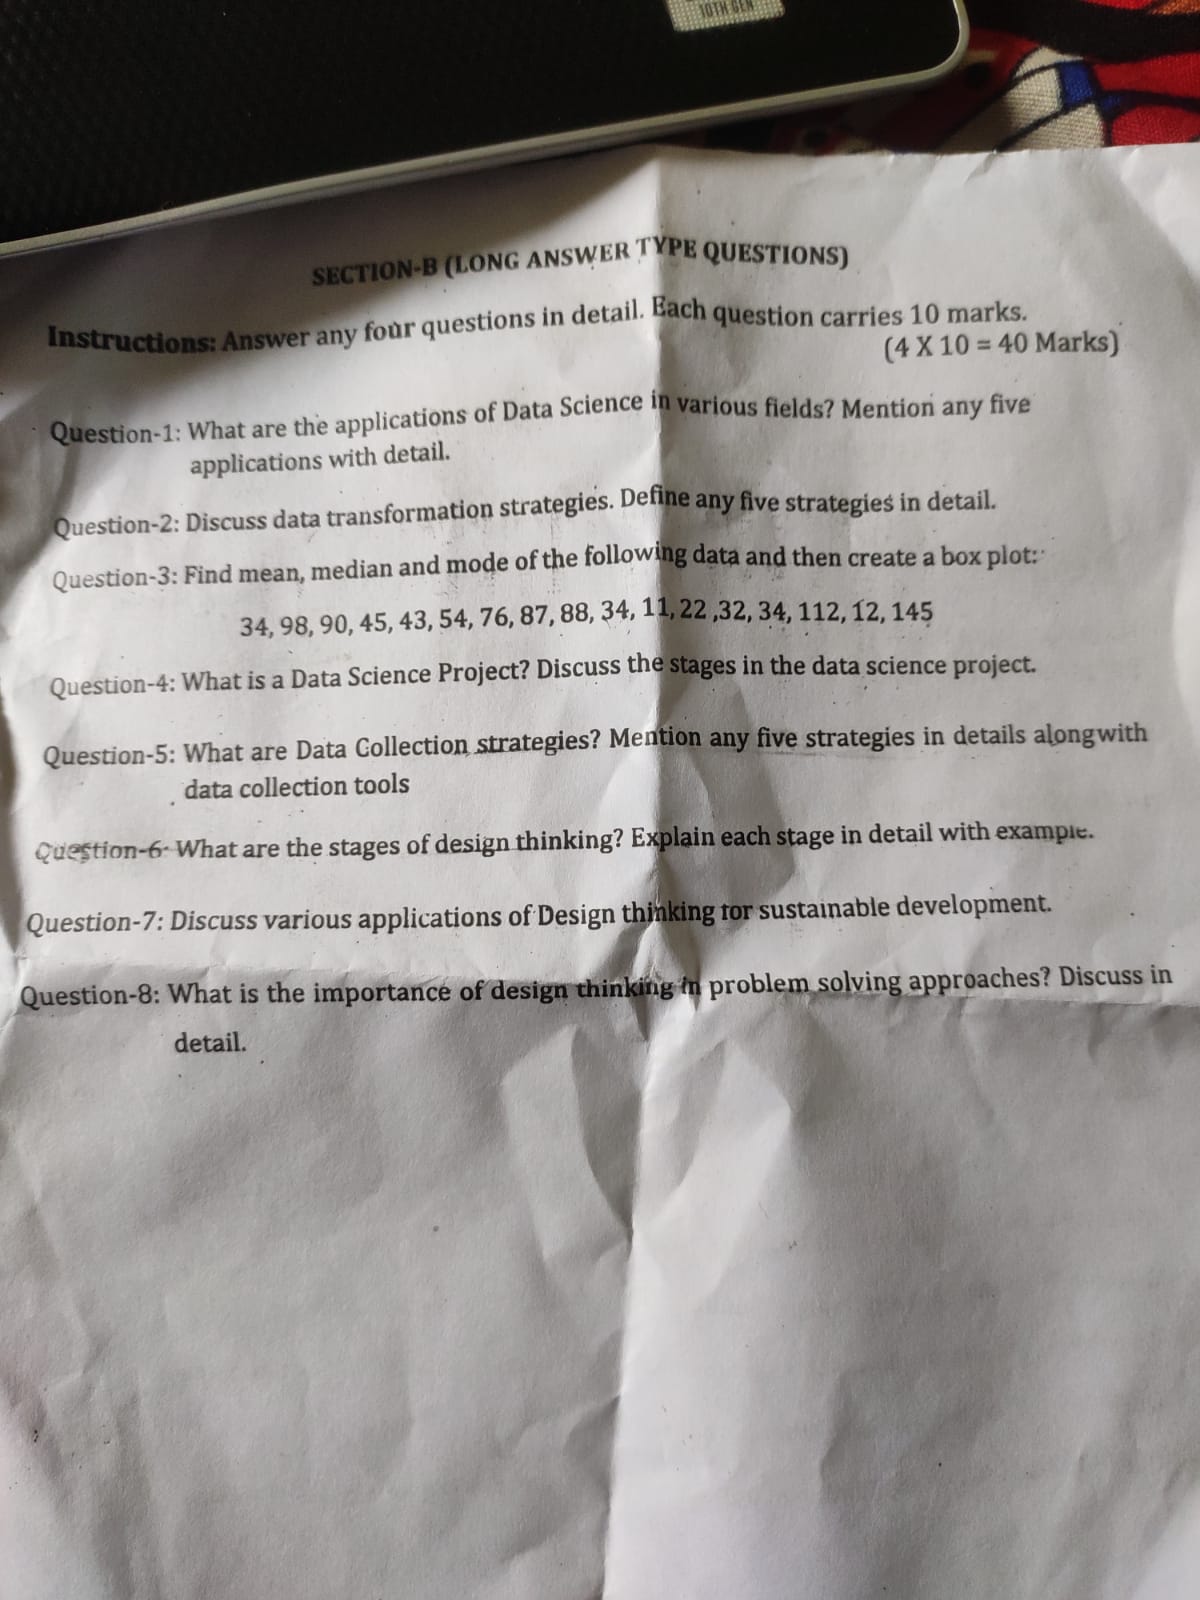 10TH GEN
SECTION-B (LONG ANSWER TYPE QUESTIONS)
Instructions: Answer any four questions in detail. Each question carries 10 marks.
(4 X 10 = 40 Marks)
Question-1: What are the applications of Data Science in various fields? Mention any five
applications with detail.
Question-2: Discuss data transformation strategies. Define any five strategies in detail.
Question-3: Find mean, median and mode of the following data and then create a box plot:
34, 98, 90, 45, 43, 54, 76, 87, 88, 34, 11, 22 ,32, 34, 112, 12, 145
Question-4: What is a Data Science Project? Discuss the stages in the data science project.
Question-5: What are Data Collection strategies? Mention any five strategies in details alongwith
data collection tools
Question-6: What are the stages of design thinking? Explain each stage in detail with example.
Question-7: Discuss various applications of Design thinking for sustainable development.
Question-8: What is the importance of design thinking in problem solving approaches? Discuss in
detail.